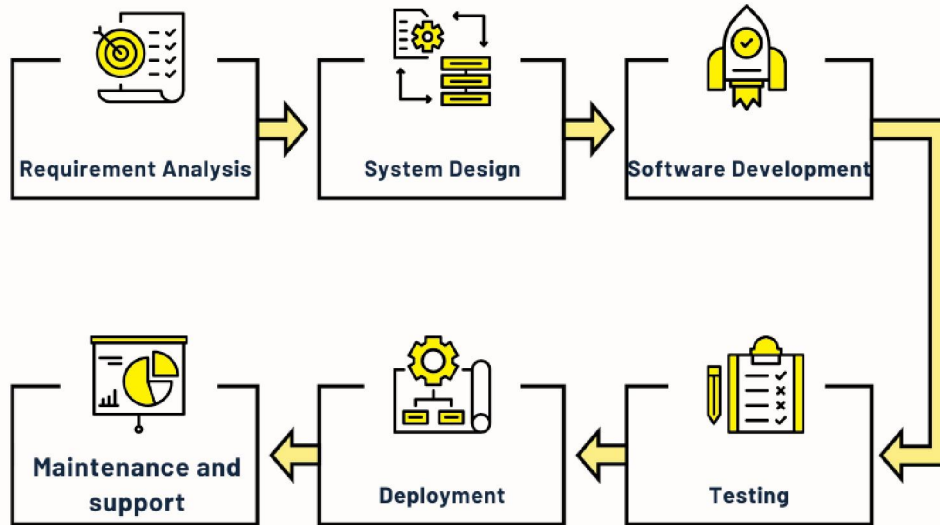 Requirement Analysis
System Design
Software Development
Maintenance and
support
Deployment
Testing